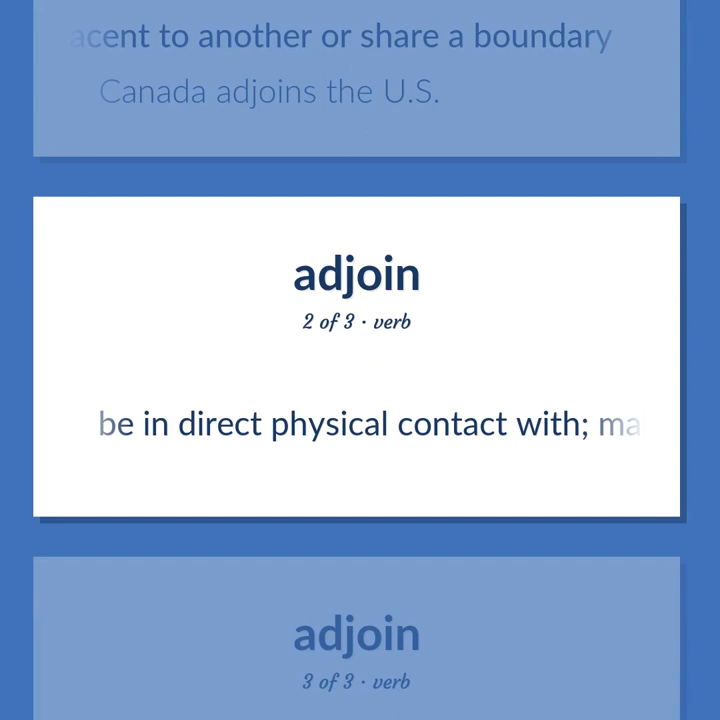 acent to another or share a boundary
Canada adjoins the U.S.
adjoin
2 of 3 · verb
be in direct physical contact with; ma
adjoin
3 of 3 · verb